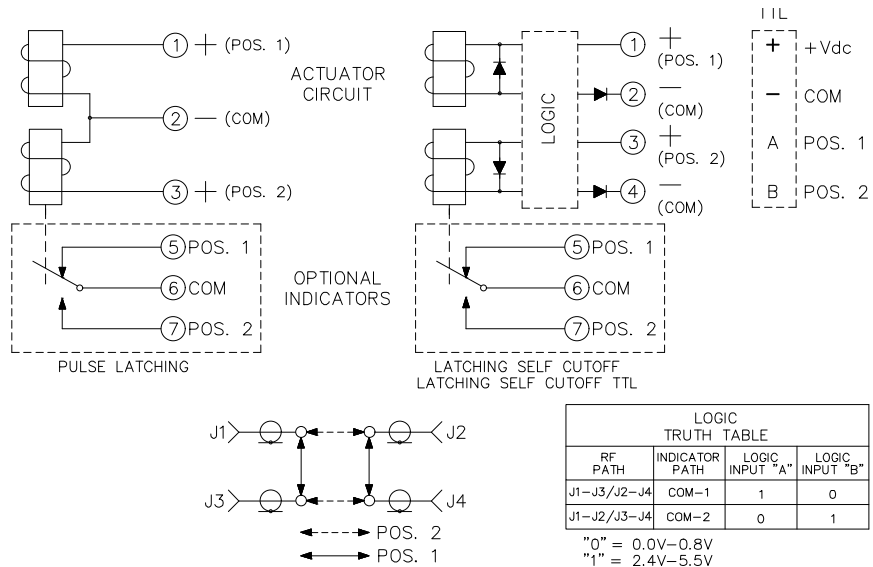 1 + (POS. 1)
ACTUATOR
CIRCUIT
2 − (COM)
3 + (POS. 2)
5 POS. 1
6 COM
7 POS. 2
PULSE LATCHING
OPTIONAL
INDICATORS
LOGIC
1 +
(POS. 1)
2 −
(COM)
3 +
(POS. 2)
4 −
(COM)
TTL
+ +Vdc
− COM
A POS. 1
B POS. 2
5 POS. 1
6 COM
7 POS. 2
LATCHING SELF CUTOFF
LATCHING SELF CUTOFF TTL
J1 J2
J3 J4
POS. 2
POS. 1
LOGIC
TRUTH TABLE
RF PATH INDICATOR PATH LOGIC INPUT "A" LOGIC INPUT "B"
J1−J3/J2−J4 COM−1 1 0
J1−J2/J3−J4 COM−2 0 1
"0" = 0.0V−0.8V
"1" = 2.4V−5.5V